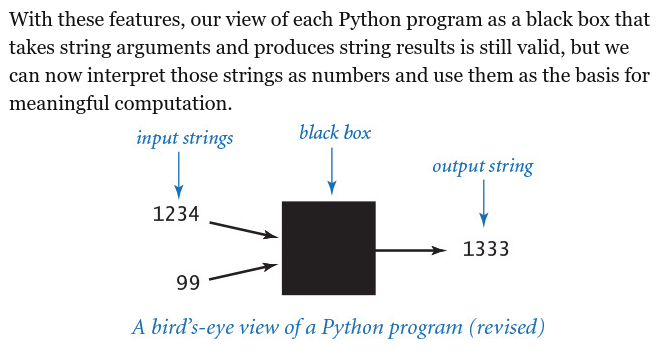 With these features, our view of each Python program as a black box that
takes string arguments and produces string results is still valid, but we
can now interpret those strings as numbers and use them as the basis for
meaningful computation.
input strings
black box
output string
1234
1333
99
A bird's-eye view of a Python program (revised)